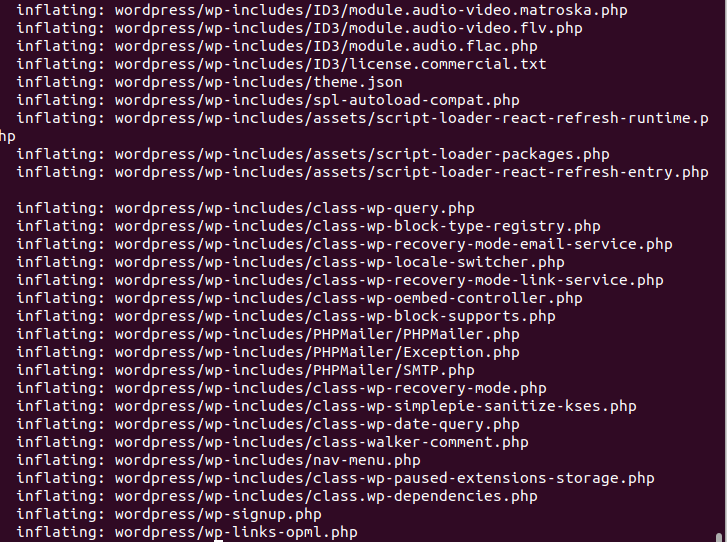 inflating: wordpress/wp-includes/ID3/module.audio-video.matroska.php
inflating: wordpress/wp-includes/ID3/module.audio-video.flv.php
inflating: wordpress/wp-includes/ID3/module.audio.flac.php
inflating: wordpress/wp-includes/ID3/license.commercial.txt
inflating: wordpress/wp-includes/theme.json
inflating: wordpress/wp-includes/spl-autoload-compat.php
inflating: wordpress/wp-includes/assets/script-loader-react-refresh-runtime.p
hp
inflating: wordpress/wp-includes/assets/script-loader-packages.php
inflating: wordpress/wp-includes/assets/script-loader-react-refresh-entry.php
inflating: wordpress/wp-includes/class-wp-query.php
inflating: wordpress/wp-includes/class-wp-block-type-registry.php
inflating: wordpress/wp-includes/class-wp-recovery-mode-email-service.php
inflating: wordpress/wp-includes/class-wp-locale-switcher.php
inflating: wordpress/wp-includes/class-wp-recovery-mode-link-service.php
inflating: wordpress/wp-includes/class-wp-oembed-controller.php
inflating: wordpress/wp-includes/class-wp-block-supports.php
inflating: wordpress/wp-includes/PHPMailer/PHPMailer.php
inflating: wordpress/wp-includes/PHPMailer/Exception.php
inflating: wordpress/wp-includes/PHPMailer/SMTP.php
inflating: wordpress/wp-includes/class-wp-recovery-mode.php
inflating: wordpress/wp-includes/class-wp-simplepie-sanitize-kses.php
inflating: wordpress/wp-includes/class-wp-date-query.php
inflating: wordpress/wp-includes/class-walker-comment.php
inflating: wordpress/wp-includes/nav-menu.php
inflating: wordpress/wp-includes/class-wp-paused-extensions-storage.php
inflating: wordpress/wp-includes/class.wp-dependencies.php
inflating: wordpress/wp-signup.php
inflating: wordpress/wp-links-opml.php